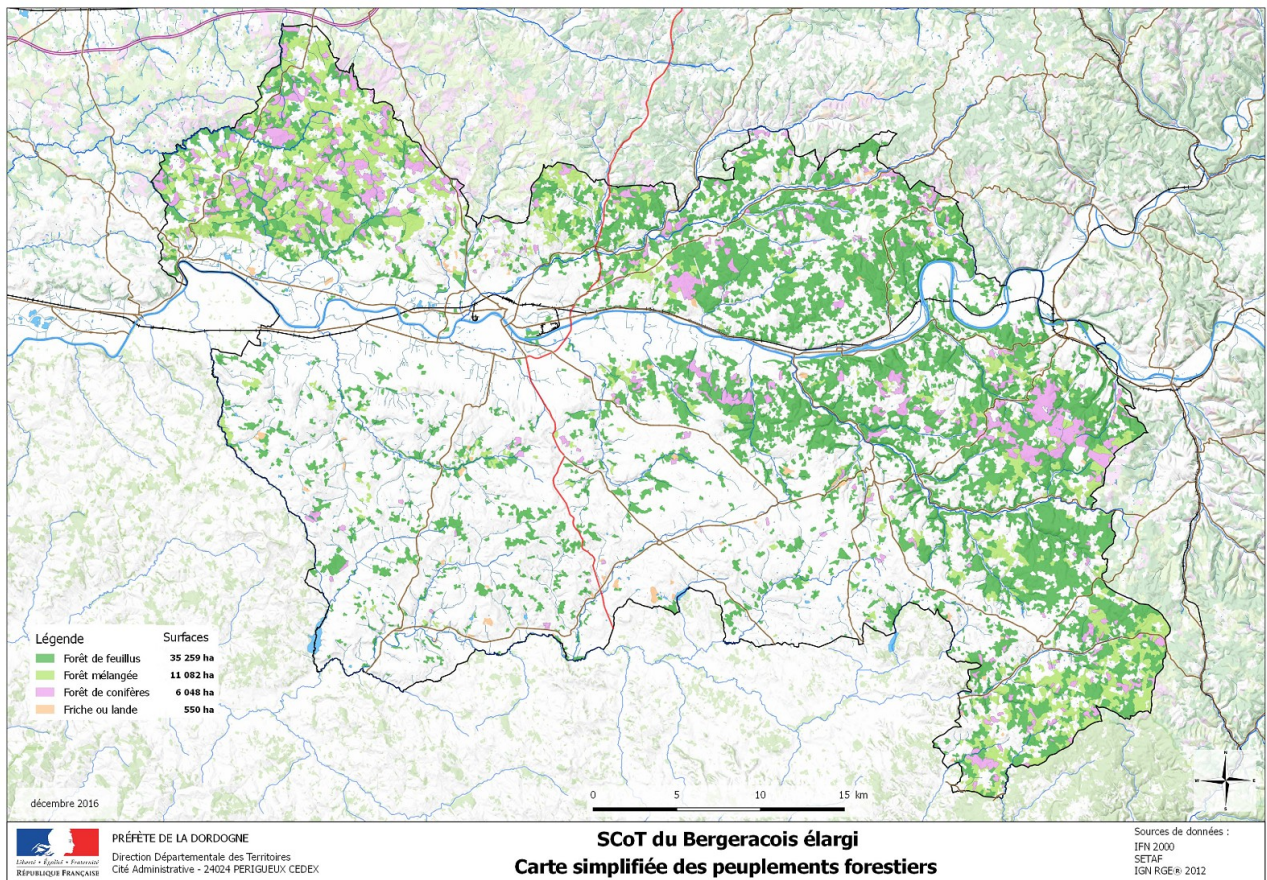 Légende Surfaces
Forêt de feuillus 35 259 ha
Forêt mélangée 11 082 ha
Forêt de conifères 6 048 ha
Friche ou lande 550 ha
décembre 2016
0 5 10 15 km
N
W E
S
Liberté • Égalité • Fraternité
RÉPUBLIQUE FRANÇAISE
PRÉFÈTE DE LA DORDOGNE
Direction Départementale des Territoires
Cité Administrative - 24024 PERIGUEUX CEDEX
SCoT du Bergeracois élargi
Carte simplifiée des peuplements forestiers
Sources de données :
IFN 2000
SETAF
IGN RGE® 2012